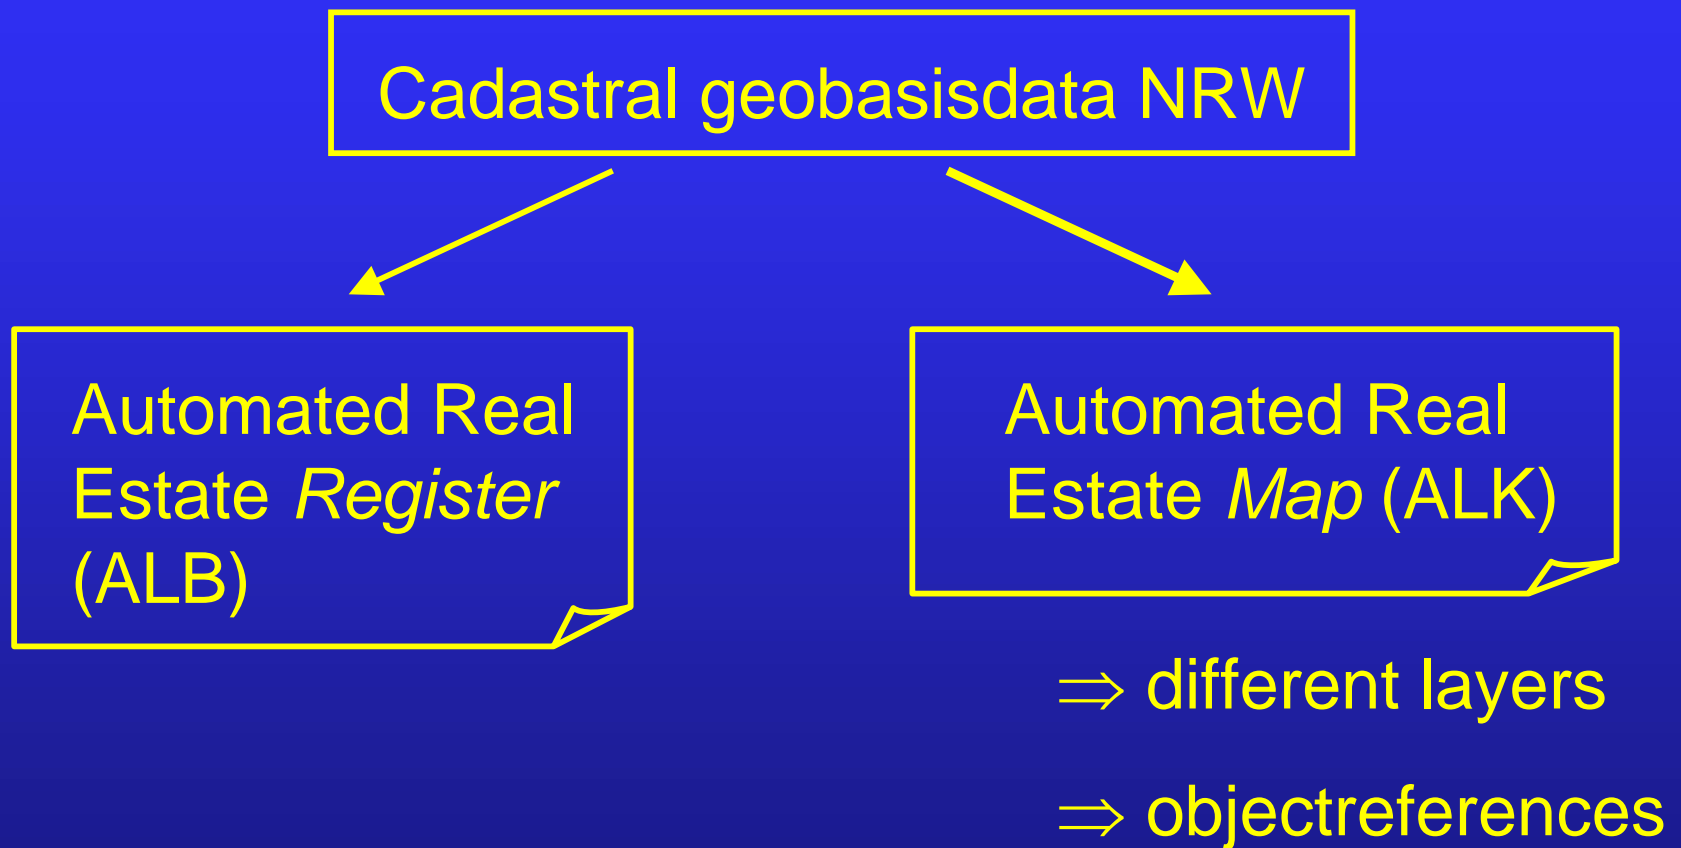 Cadastral geobasisdata NRW
Automated Real
Estate Register
(ALB)
Automated Real
Estate Map (ALK)
⇒ different layers
⇒ objectreferences